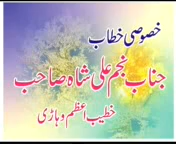 خصوصی خطاب
جناب نجم علی شاہ صاحب
خطیب اعظم وہاڑی